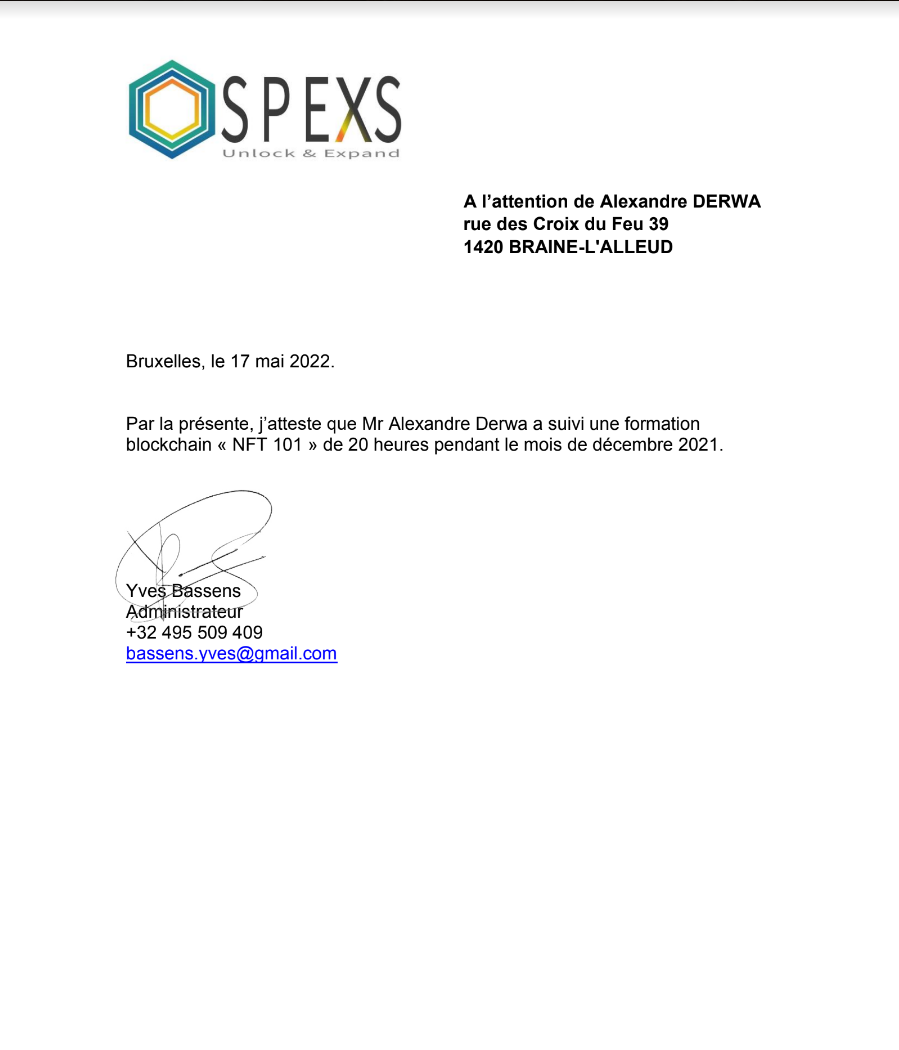 SPEXS
Unlock & Expand
A l’attention de Alexandre DERWA
rue des Croix du Feu 39
1420 BRAINE-L'ALLEUD
Bruxelles, le 17 mai 2022.
Par la présente, j’atteste que Mr Alexandre Derwa a suivi une formation
blockchain « NFT 101 » de 20 heures pendant le mois de décembre 2021.
Yves Bassens
Administrateur
+32 495 509 409
bassens.yves@gmail.com